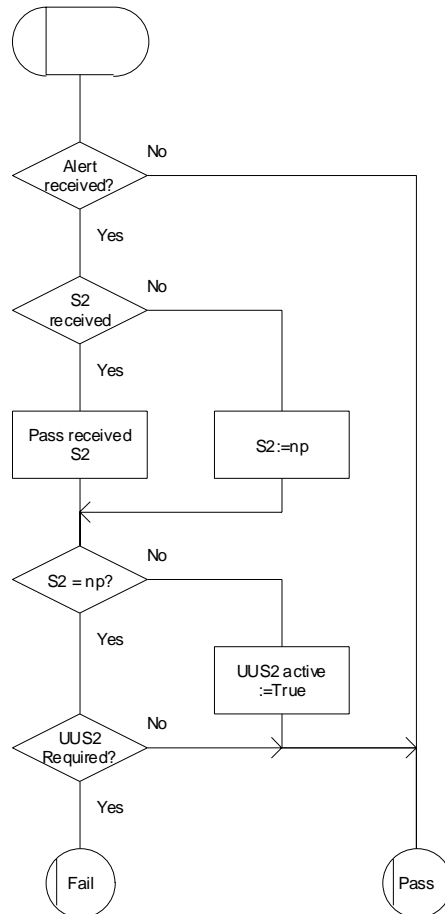 No
Alert
received?
Yes
No
S2
received
Yes
Pass received
S2
S2:=np
No
S2 = np?
Yes
UUS2 active
:=True
No
UUS2
Required?
Yes
Fail
Pass